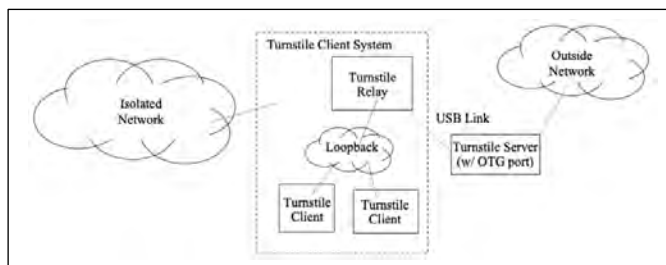 Turnstile Client System
Outside
Network
Turnstile
Relay
Isolated
Network
USB Link
Loopback
Turnstile Server
(w/ OTG port)
Turnstile
Client
Turnstile
Client